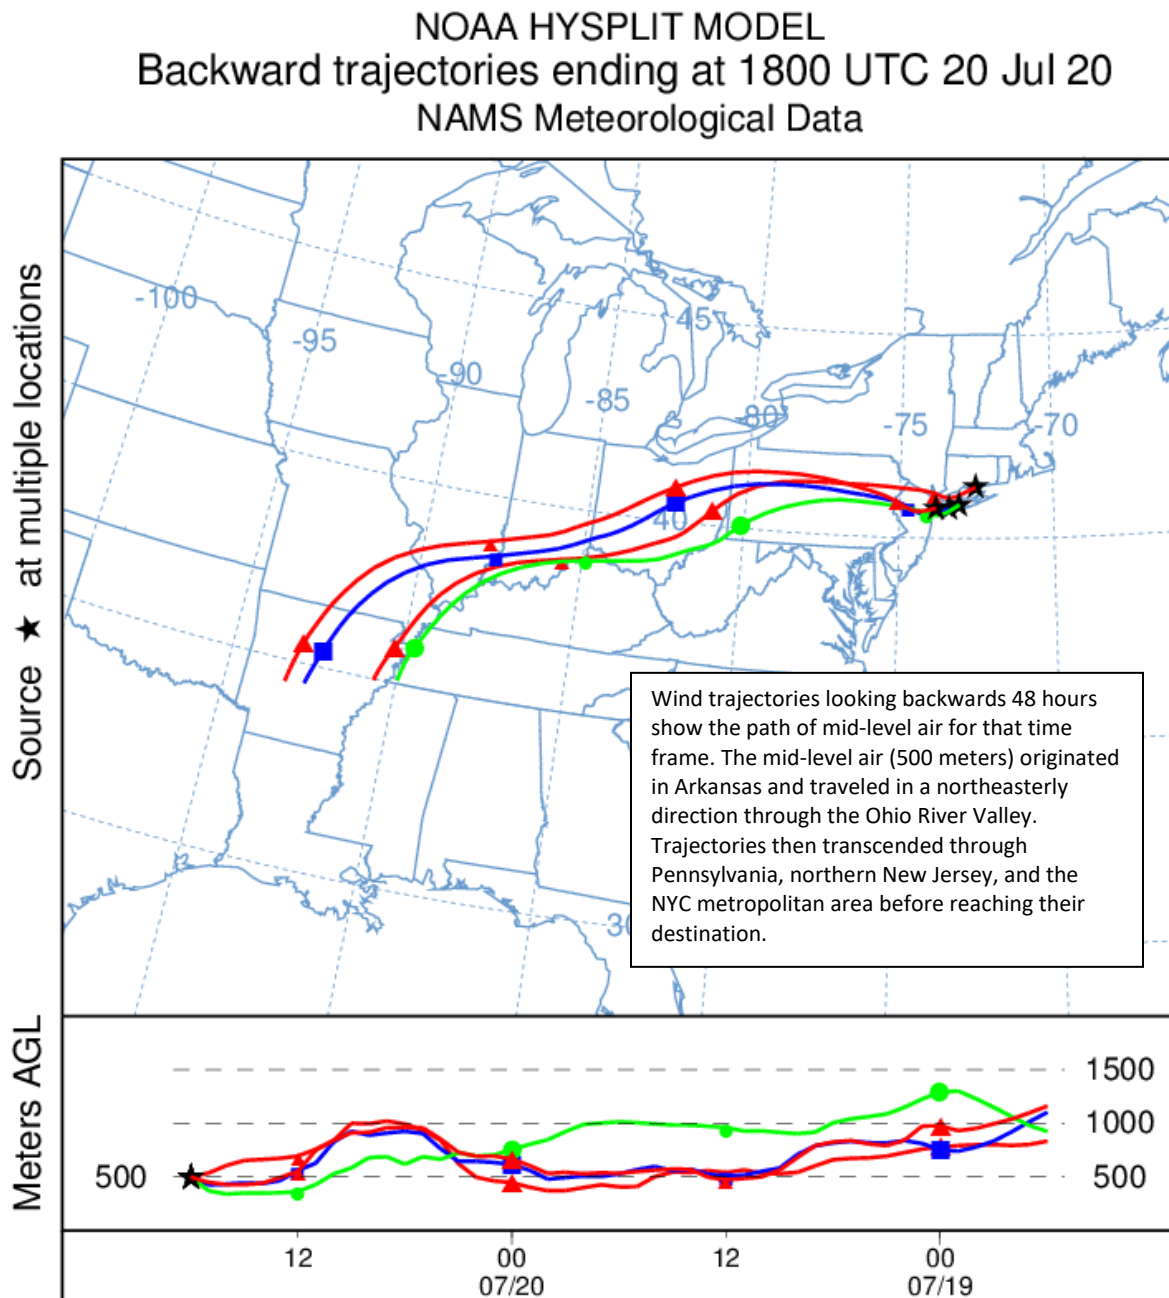 NOAA HYSPLIT MODEL
Backward trajectories ending at 1800 UTC 20 Jul 20
NAMS Meteorological Data
Source ★ at multiple locations
-100
-95
-90
-85
-80
-75
-70
45
40
Wind trajectories looking backwards 48 hours
show the path of mid-level air for that time
frame. The mid-level air (500 meters) originated
in Arkansas and traveled in a northeasterly
direction through the Ohio River Valley.
Trajectories then transcended through
Pennsylvania, northern New Jersey, and the
NYC metropolitan area before reaching their
destination.
30
Meters AGL
1500
1000
500
500
12
00
12
00
07/20
07/19